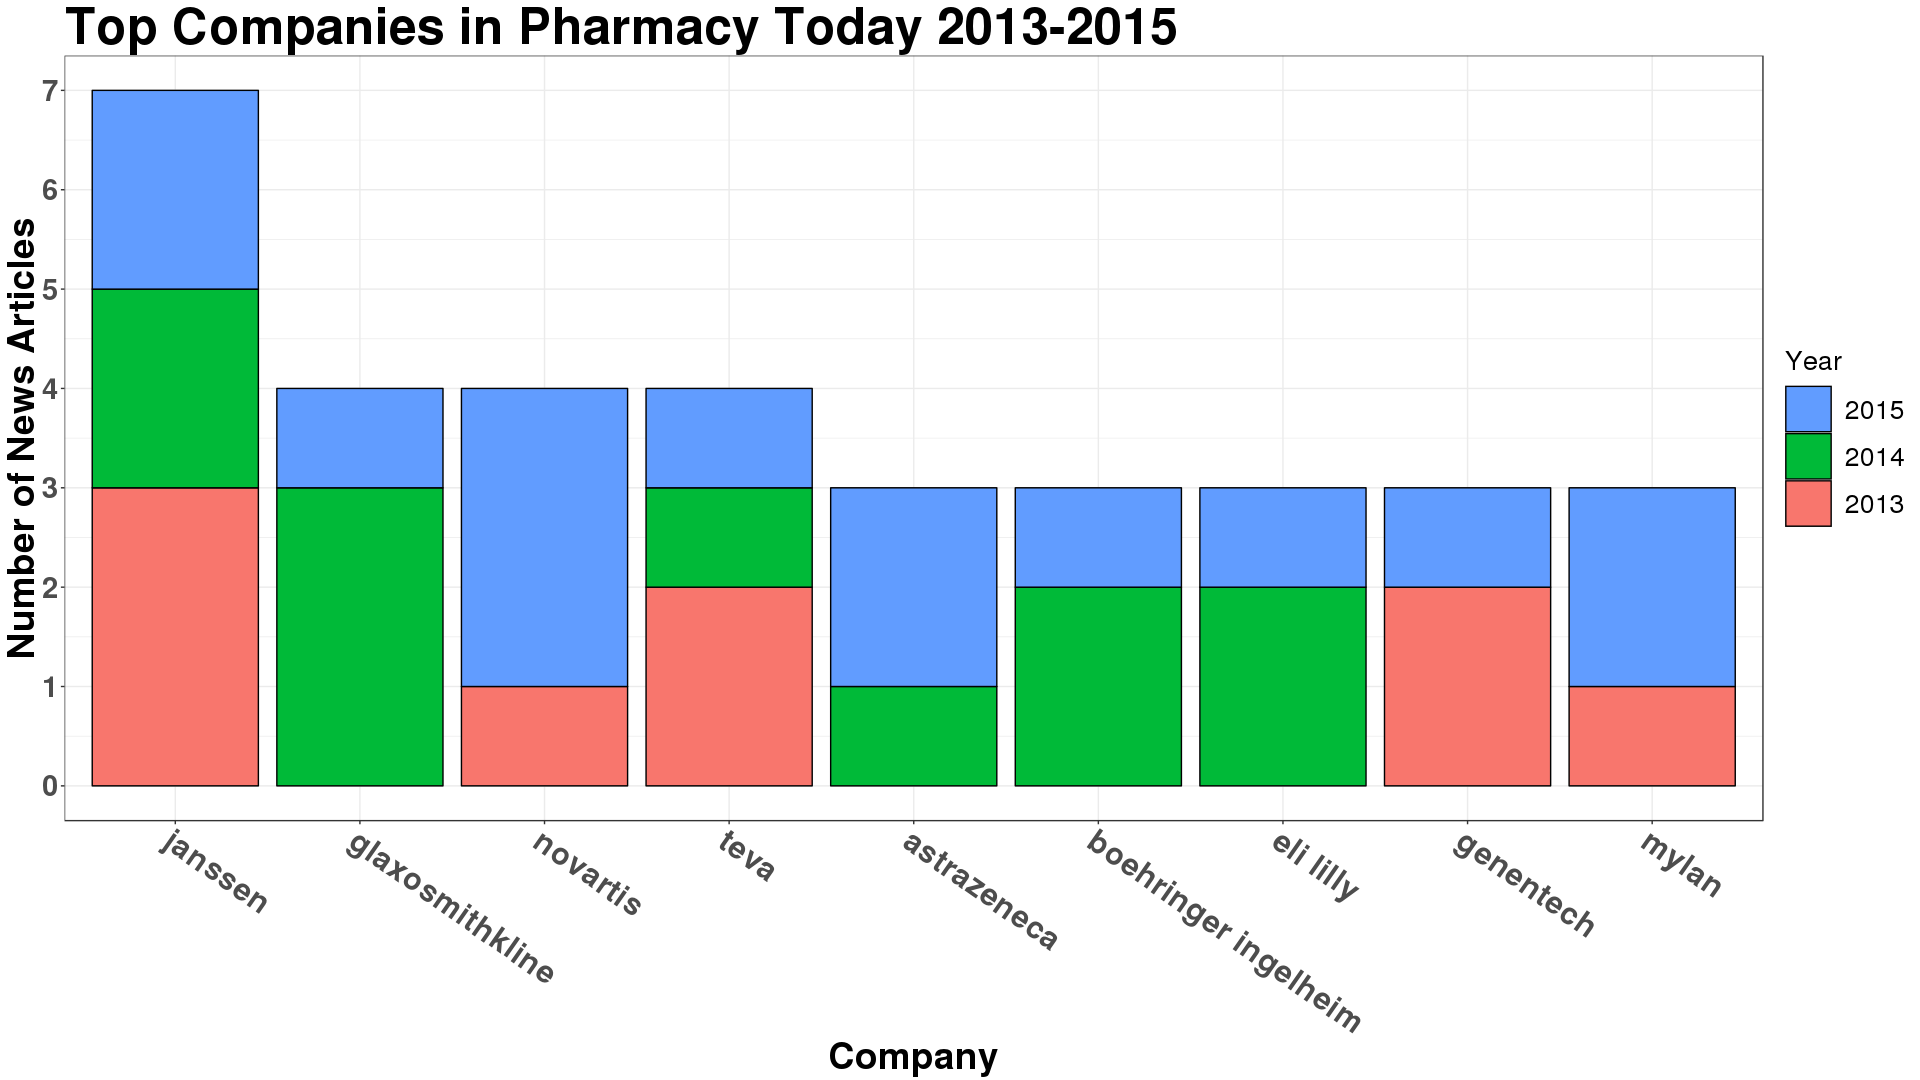 Top Companies in Pharmacy Today 2013-2015
Number of News Articles
7
6
5
4
3
2
1
0
janssen
glaxosmithkline
novartis
teva
astrazeneca
boehringer ingelheim
eli lilly
genentech
mylan
Company
Year
2015
2014
2013